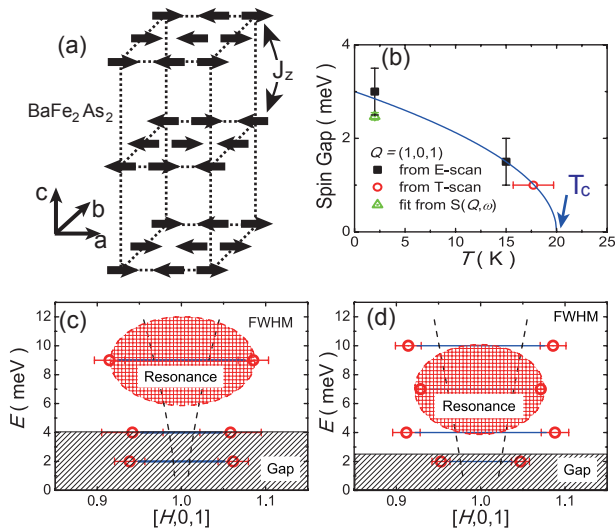 (a)
J_z
BaFe₂As₂
c
b
a
(b)
Spin Gap ( meV )
4
2
0
Q = (1,0,1)
from E-scan
from T-scan
fit from S(Q,ω)
T_c
0 5 10 15 20 25
T ( K )
(c)
FWHM
E ( meV )
12
10
8
6
4
2
0
Resonance
Gap
0.9 1.0 1.1
[H,0,1]
(d)
FWHM
E ( meV )
12
10
8
6
4
2
0
Resonance
Gap
0.9 1.0 1.1
[H,0,1]